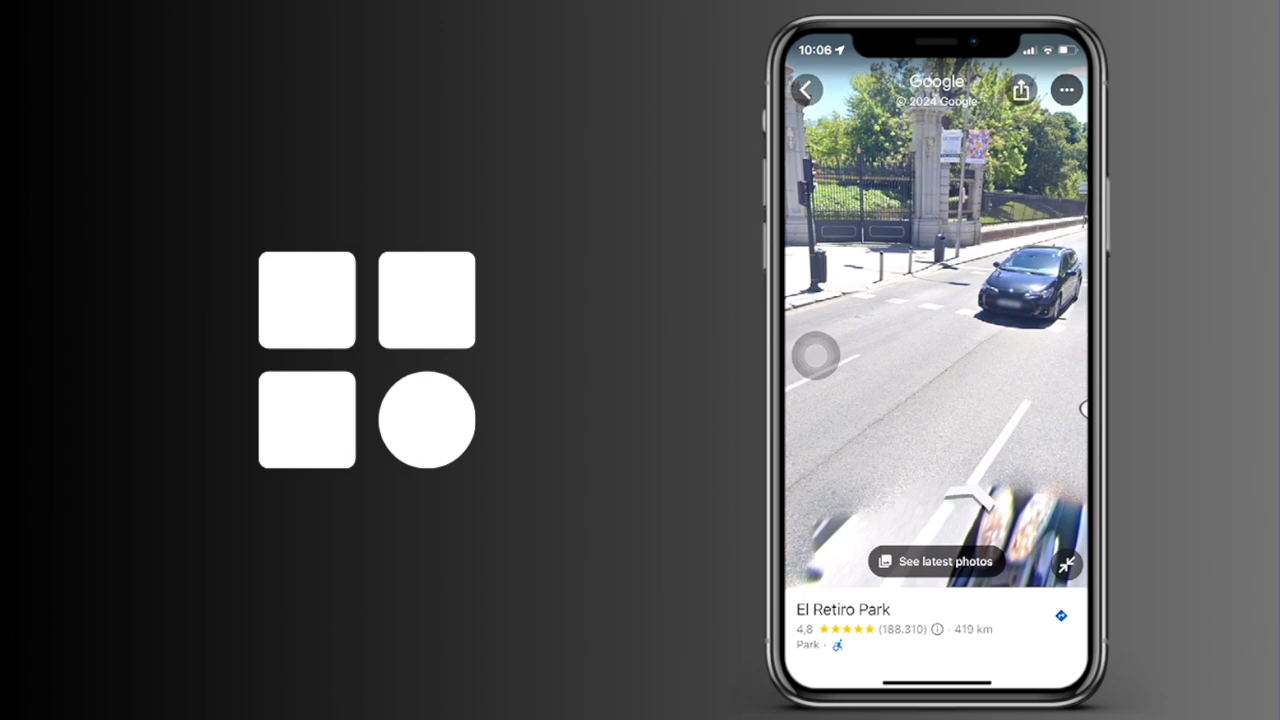 10:06
Google
© 2024 Google
See latest photos
El Retiro Park
4,8 (188.310) · 419 km
Park ·